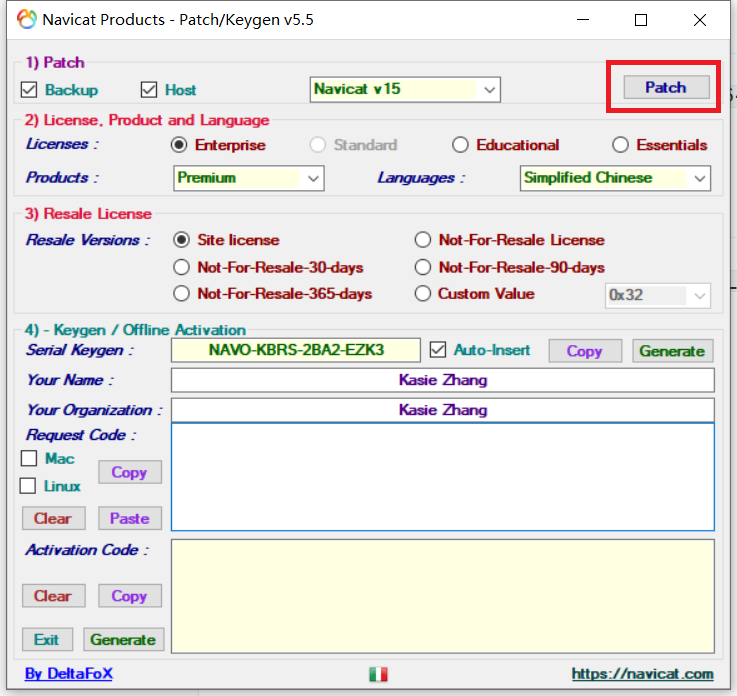 Navicat Products - Patch/Keygen v5.5
1) Patch
Backup Host Navicat v15 Patch
2) License, Product and Language
Licenses : Enterprise Standard Educational Essentials
Products : Premium Languages : Simplified Chinese
3) Resale License
Resale Versions : Site license Not-For-Resale License
Not-For-Resale-30-days Not-For-Resale-90-days
Not-For-Resale-365-days Custom Value 0x32
4) - Keygen / Offline Activation
Serial Keygen : NAVO-KBRS-2BA2-EZK3 Auto-Insert Copy Generate
Your Name : Kasie Zhang
Your Organization : Kasie Zhang
Request Code :
Mac
Copy
Linux
Clear Paste
Activation Code :
Clear Copy
Exit Generate
By DeltaFoX https://navicat.com